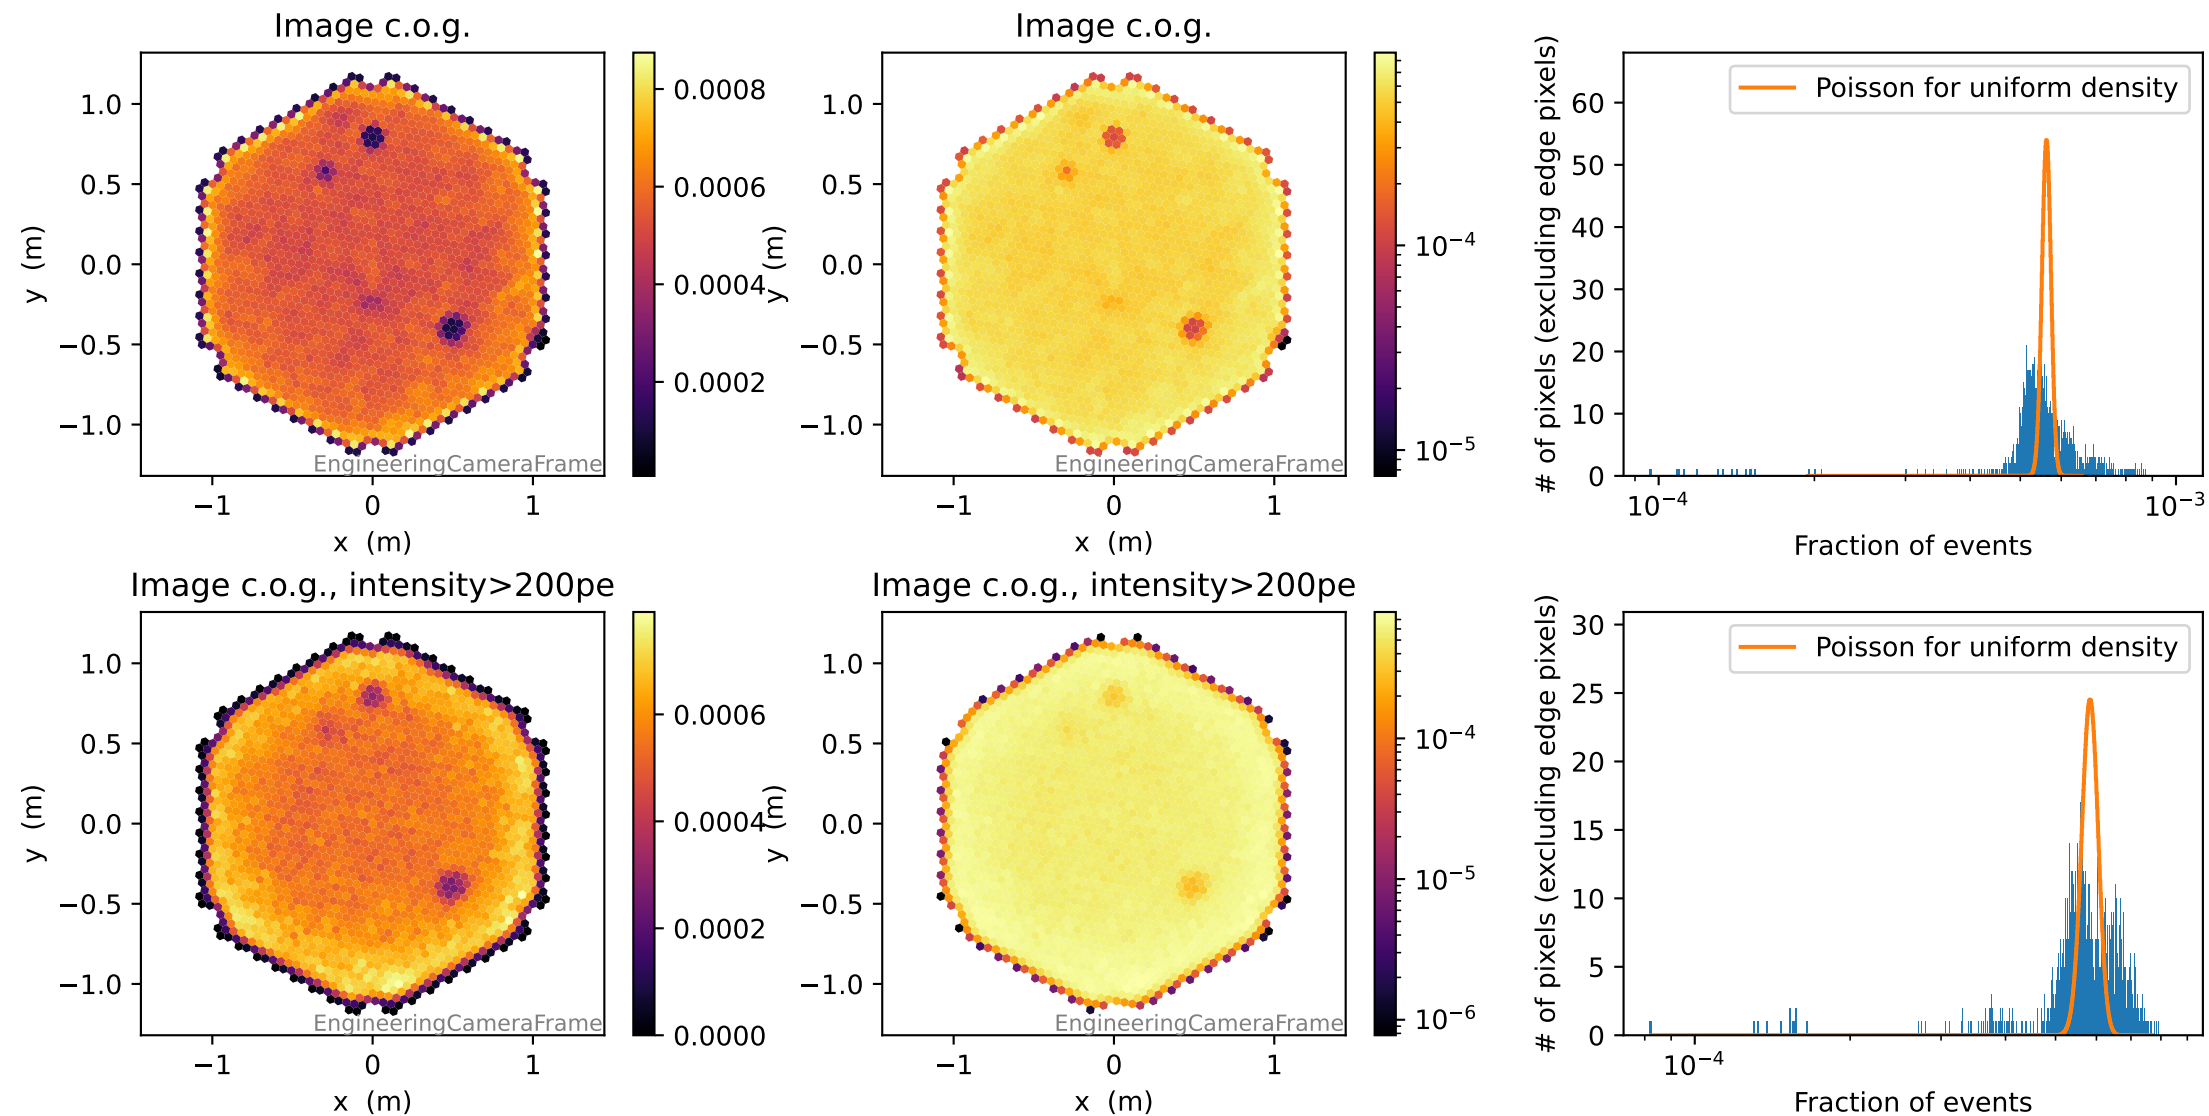 Image c.o.g.
y (m)
1.0
0.5
0.0
−0.5
−1.0
EngineeringCameraFrame
−1 0 1
x (m)
0.0008
0.0006
0.0004
0.0002
Image c.o.g.
y (m)
1.0
0.5
0.0
−0.5
−1.0
EngineeringCameraFrame
−1 0 1
x (m)
10−4
10−5
# of pixels (excluding edge pixels)
60
50
40
30
20
10
0
Poisson for uniform density
10−4 10−3
Fraction of events
Image c.o.g., intensity>200pe
y (m)
1.0
0.5
0.0
−0.5
−1.0
EngineeringCameraFrame
−1 0 1
x (m)
0.0006
0.0004
0.0002
0.0000
Image c.o.g., intensity>200pe
y (m)
1.0
0.5
0.0
−0.5
−1.0
EngineeringCameraFrame
−1 0 1
x (m)
10−4
10−5
10−6
# of pixels (excluding edge pixels)
30
25
20
15
10
5
0
Poisson for uniform density
10−4
Fraction of events